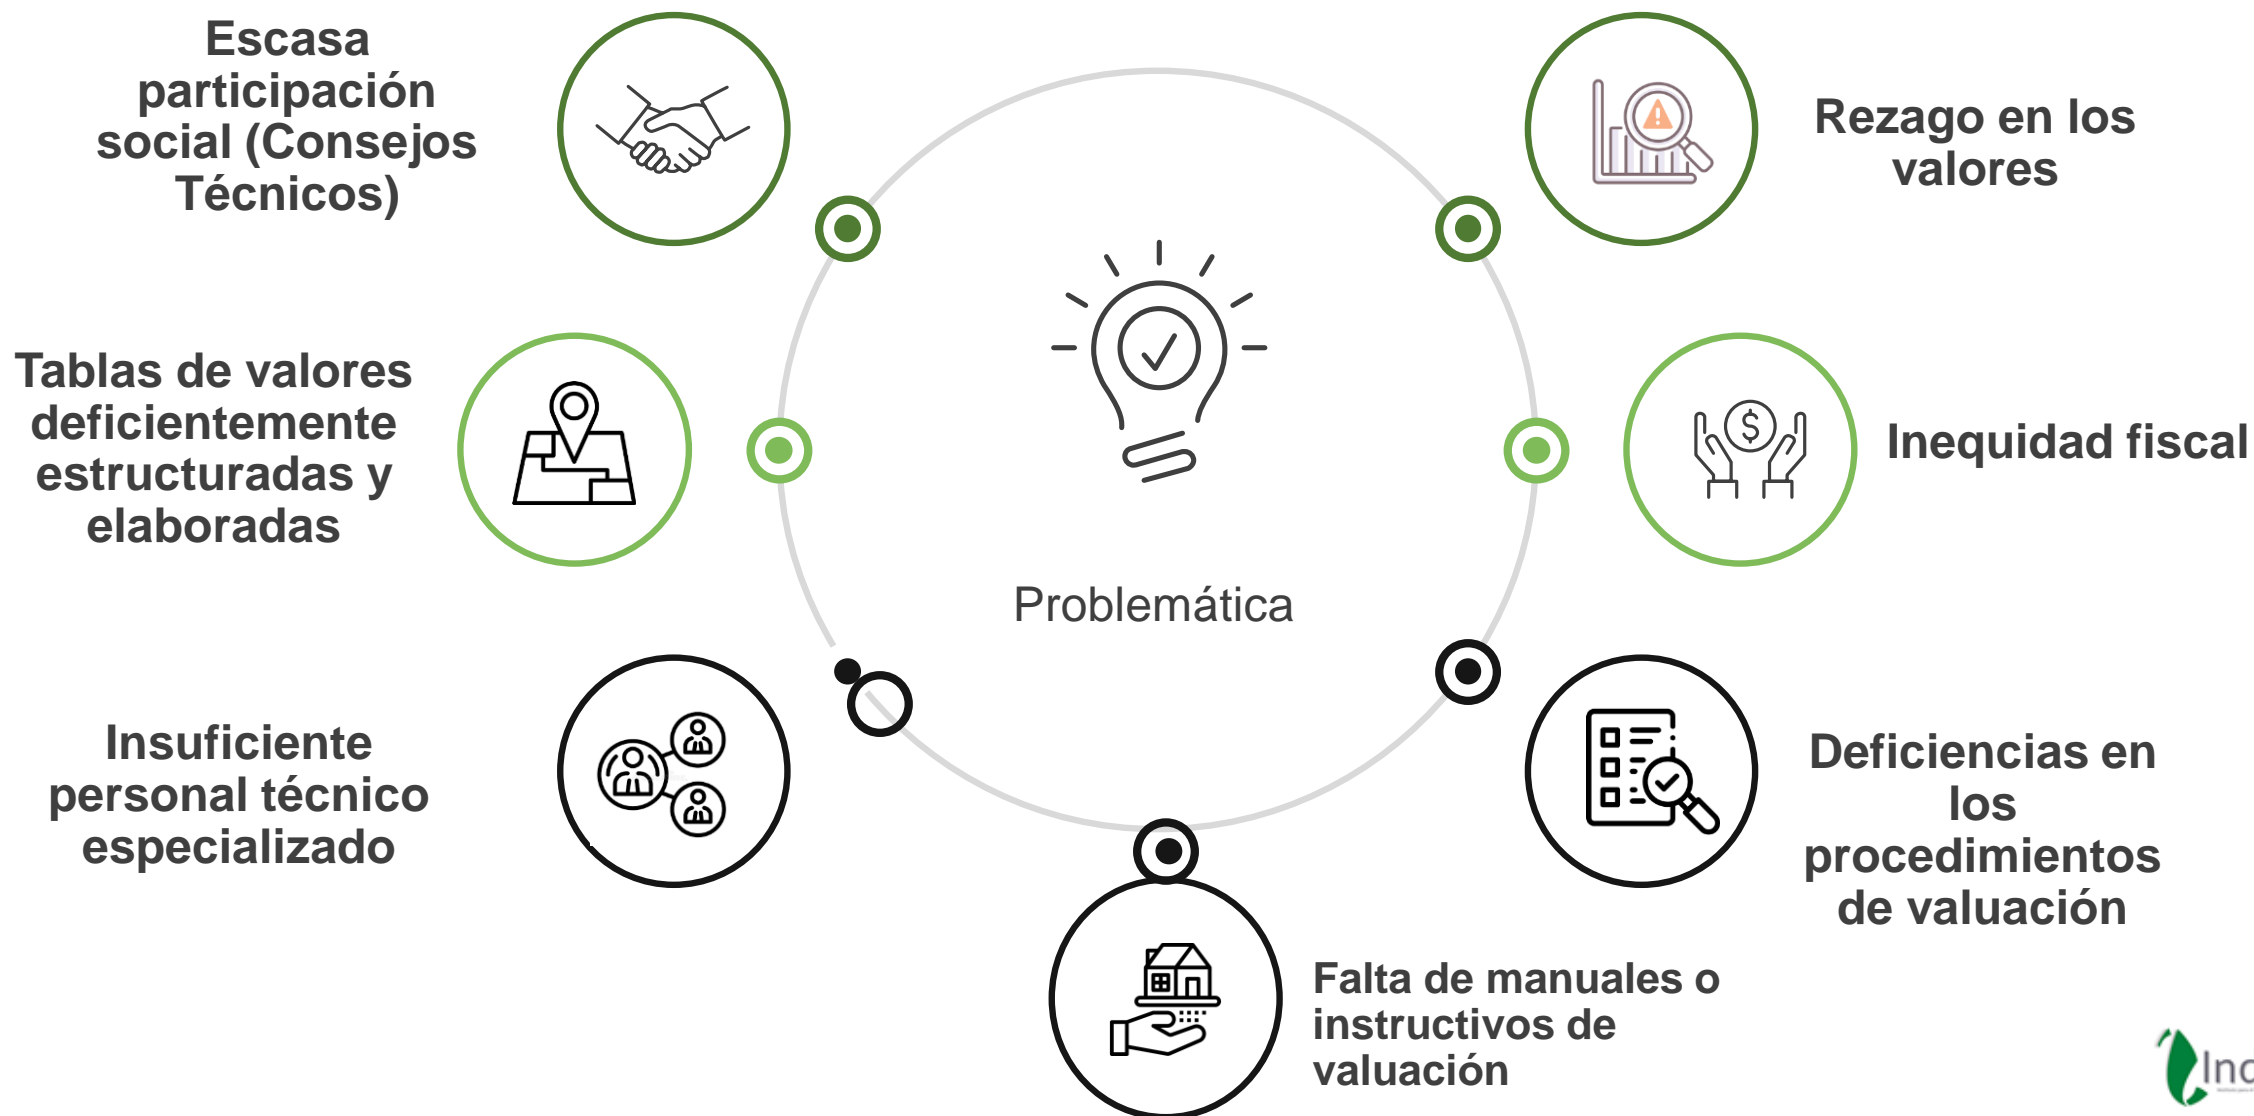 Escasa
participación
social (Consejos
Técnicos)
Rezago en los
valores
Tablas de valores
deficientemente
estructuradas y
elaboradas
$
Inequidad fiscal
Problemática
Insuficiente
personal técnico
especializado
Deficiencias en
los
procedimientos
de valuación
Falta de manuales o
instructivos de
valuación